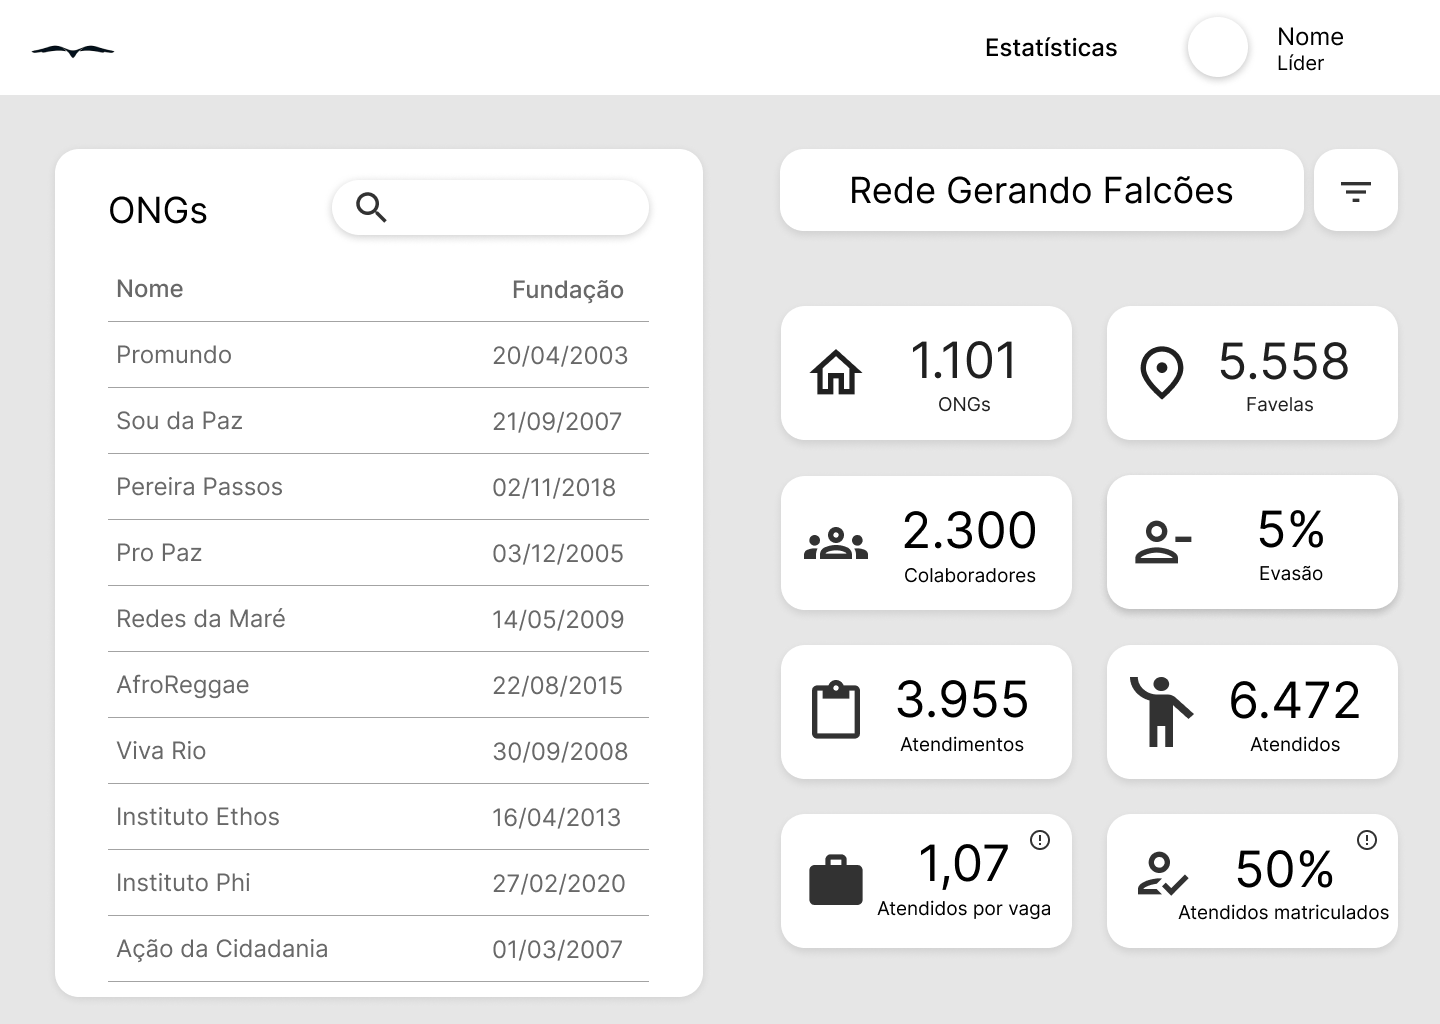 Estatísticas
Nome
Líder
ONGs
Nome Fundação
Promundo 20/04/2003
Sou da Paz 21/09/2007
Pereira Passos 02/11/2018
Pro Paz 03/12/2005
Redes da Maré 14/05/2009
AfroReggae 22/08/2015
Viva Rio 30/09/2008
Instituto Ethos 16/04/2013
Instituto Phi 27/02/2020
Ação da Cidadania 01/03/2007
Rede Gerando Falcões
1.101
ONGs
5.558
Favelas
2.300
Colaboradores
5%
Evasão
3.955
Atendimentos
6.472
Atendidos
1,07
Atendidos por vaga
50%
Atendidos matriculados